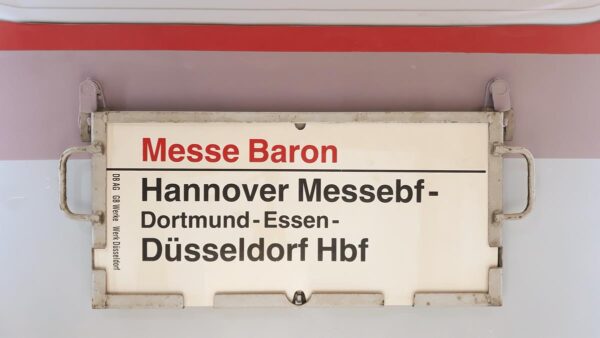 Messe Baron
Hannover Messebf-
Dortmund-Essen-
Düsseldorf Hbf
DB AG GB Werke Werk Düsseldorf